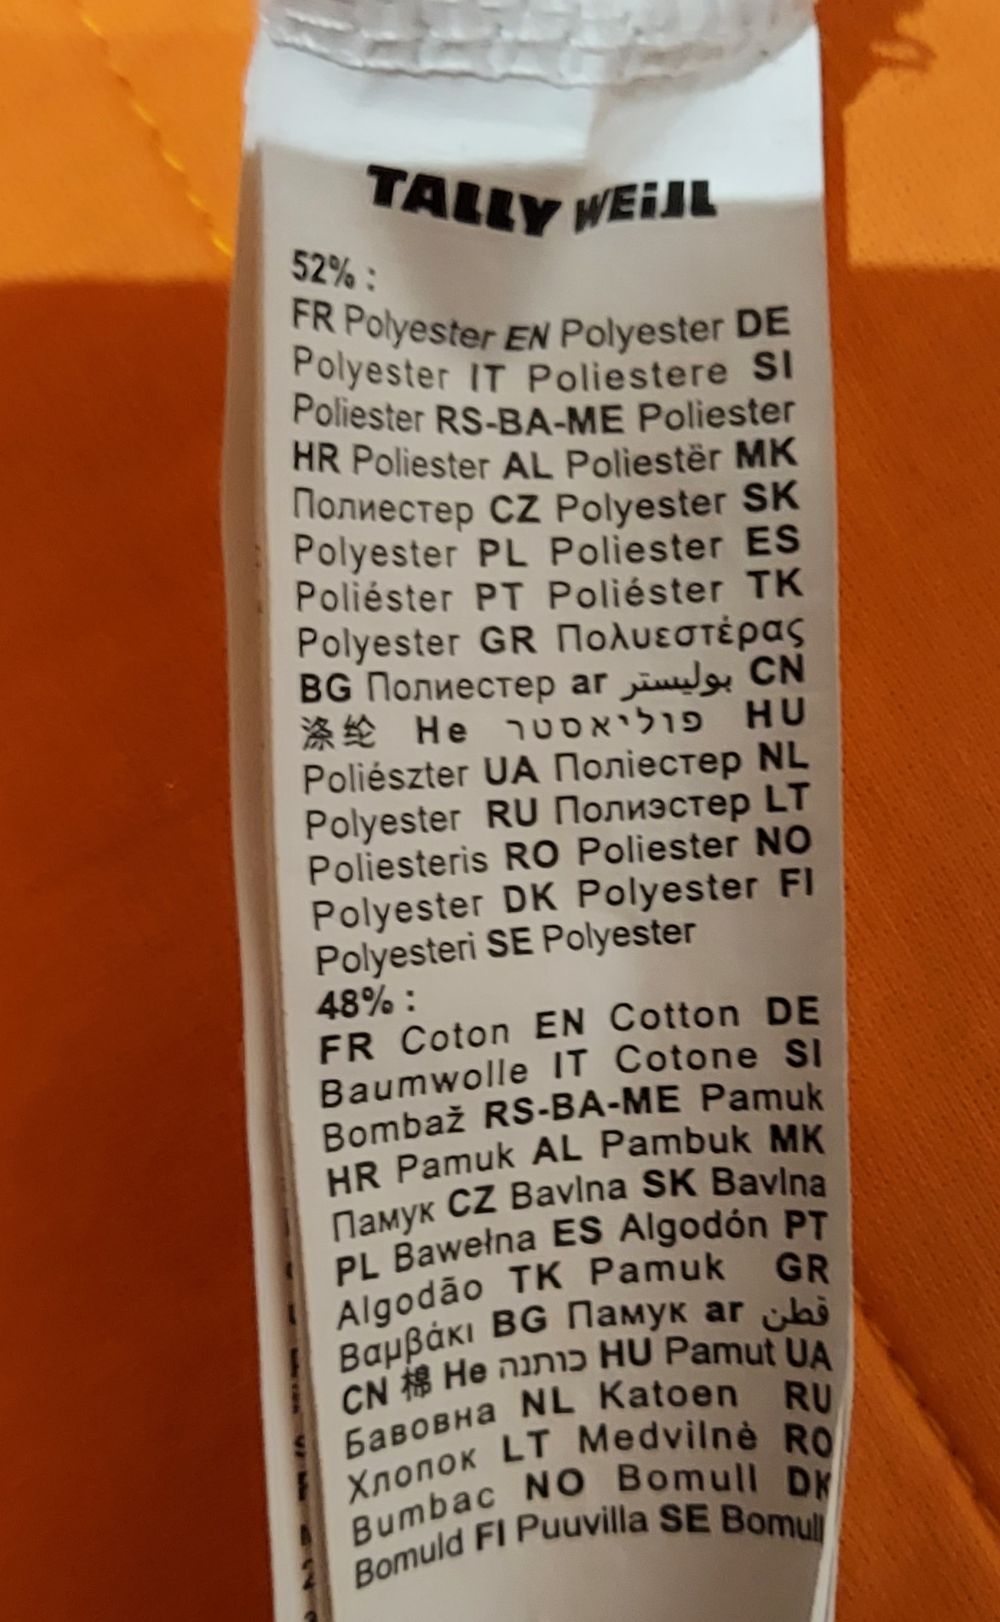 TALLY WEiJL
52% :
FR Polyester EN Polyester DE
Polyester IT Poliestere SI
Poliester RS-BA-ME Poliester
HR Poliester AL Poliestër MK
Полиестер CZ Polyester SK
Polyester PL Poliester ES
Poliéster PT Poliéster TK
Polyester GR Πολυεστέρας
BG Полиестер ar بوليستر CN
涤纶 He פוליאסטר HU
Poliészter UA Поліестер NL
Polyester RU Полиэстер LT
Poliesteris RO Poliester NO
Polyester DK Polyester FI
Polyesteri SE Polyester
48% :
FR Coton EN Cotton DE
Baumwolle IT Cotone SI
Bombaž RS-BA-ME Pamuk
HR Pamuk AL Pambuk MK
Памук CZ Bavlna SK Bavlna
PL Bawełna ES Algodón PT
Algodão TK Pamuk GR
Βαμβάκι BG Памук ar قطن
CN 棉 He כותנה HU Pamut UA
Бавовна NL Katoen RU
Хлопок LT Medvilnė RO
Bumbac NO Bomull DK
Bomuld FI Puuvilla SE Bomull